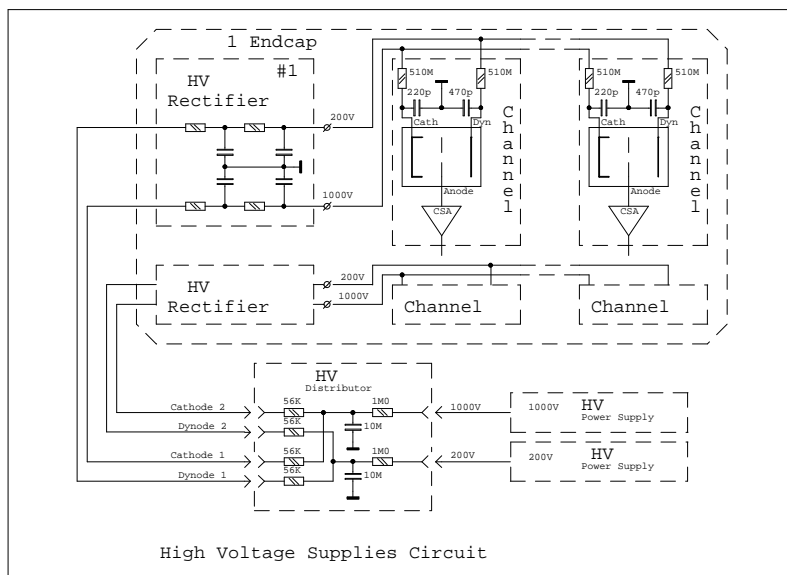 1 Endcap
#1
HV
Rectifier
200V
1000V
510M
510M
220p
470p
Cath
Dyn
Anode
CSA
Channel
510M
510M
220p
470p
Cath
Dyn
Anode
CSA
Channel
HV
Rectifier
200V
1000V
Channel
Channel
HV
Distributor
Cathode 2
56K
1M0
1000V
1000V
HV
Power Supply
Dynode 2
56K
10M
Cathode 1
56K
1M0
200V
200V
HV
Power Supply
Dynode 1
56K
10M
High Voltage Supplies Circuit